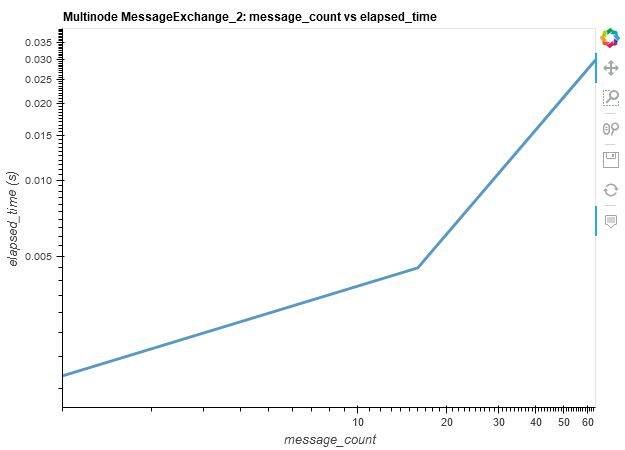 Multinode MessageExchange_2: message_count vs elapsed_time
0.035
0.030
0.025
0.020
0.015
0.010
0.005
elapsed_time (s)
10 20 30 40 50 60
message_count